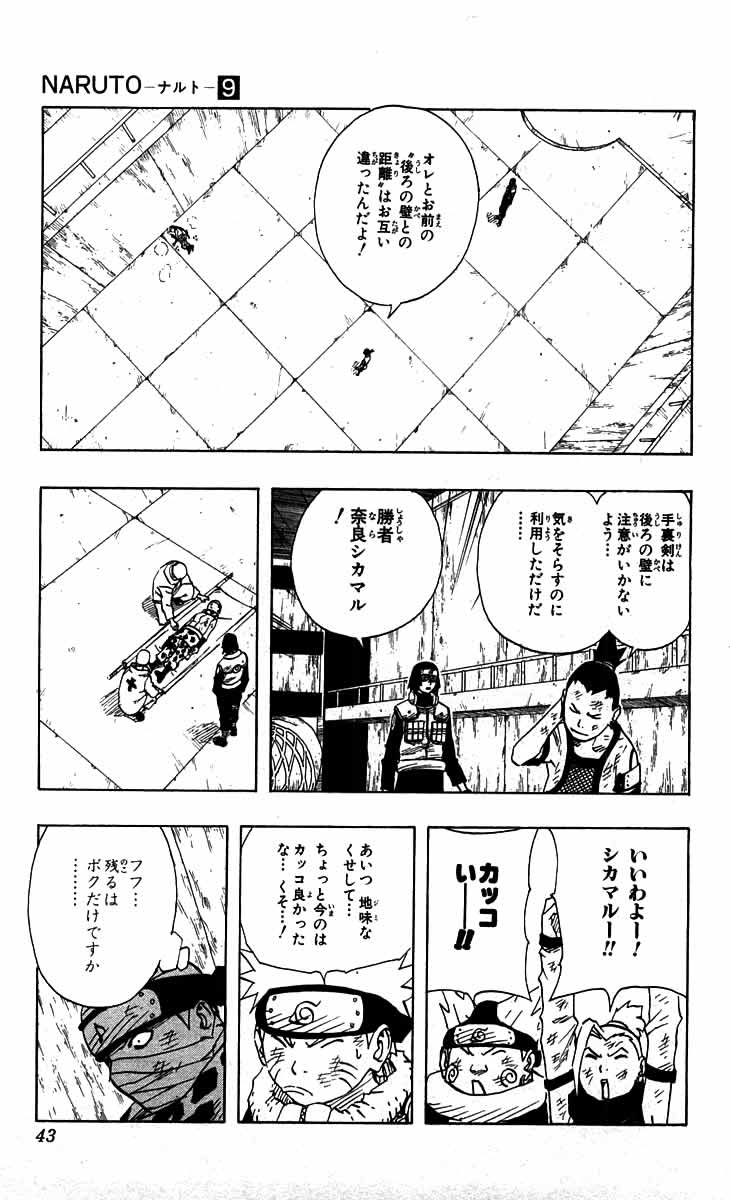 NARUTO－ナルト－9
オレとお前の
"後ろの壁との
距離"はお互い
違ったんだよ！
手裏剣は
後ろの壁に
注意がいかない
よう…
気をそらすのに
利用しただけだ
……
勝者
奈良シカマル
！
いいわよー！
シカマルー!!
カッコ
いーー!!
あいつ 地味な
くせして…
ちょっと今のは
カッコ良かった
な…くそ…！
フフ…
残るは
ボクだけですか
………
43